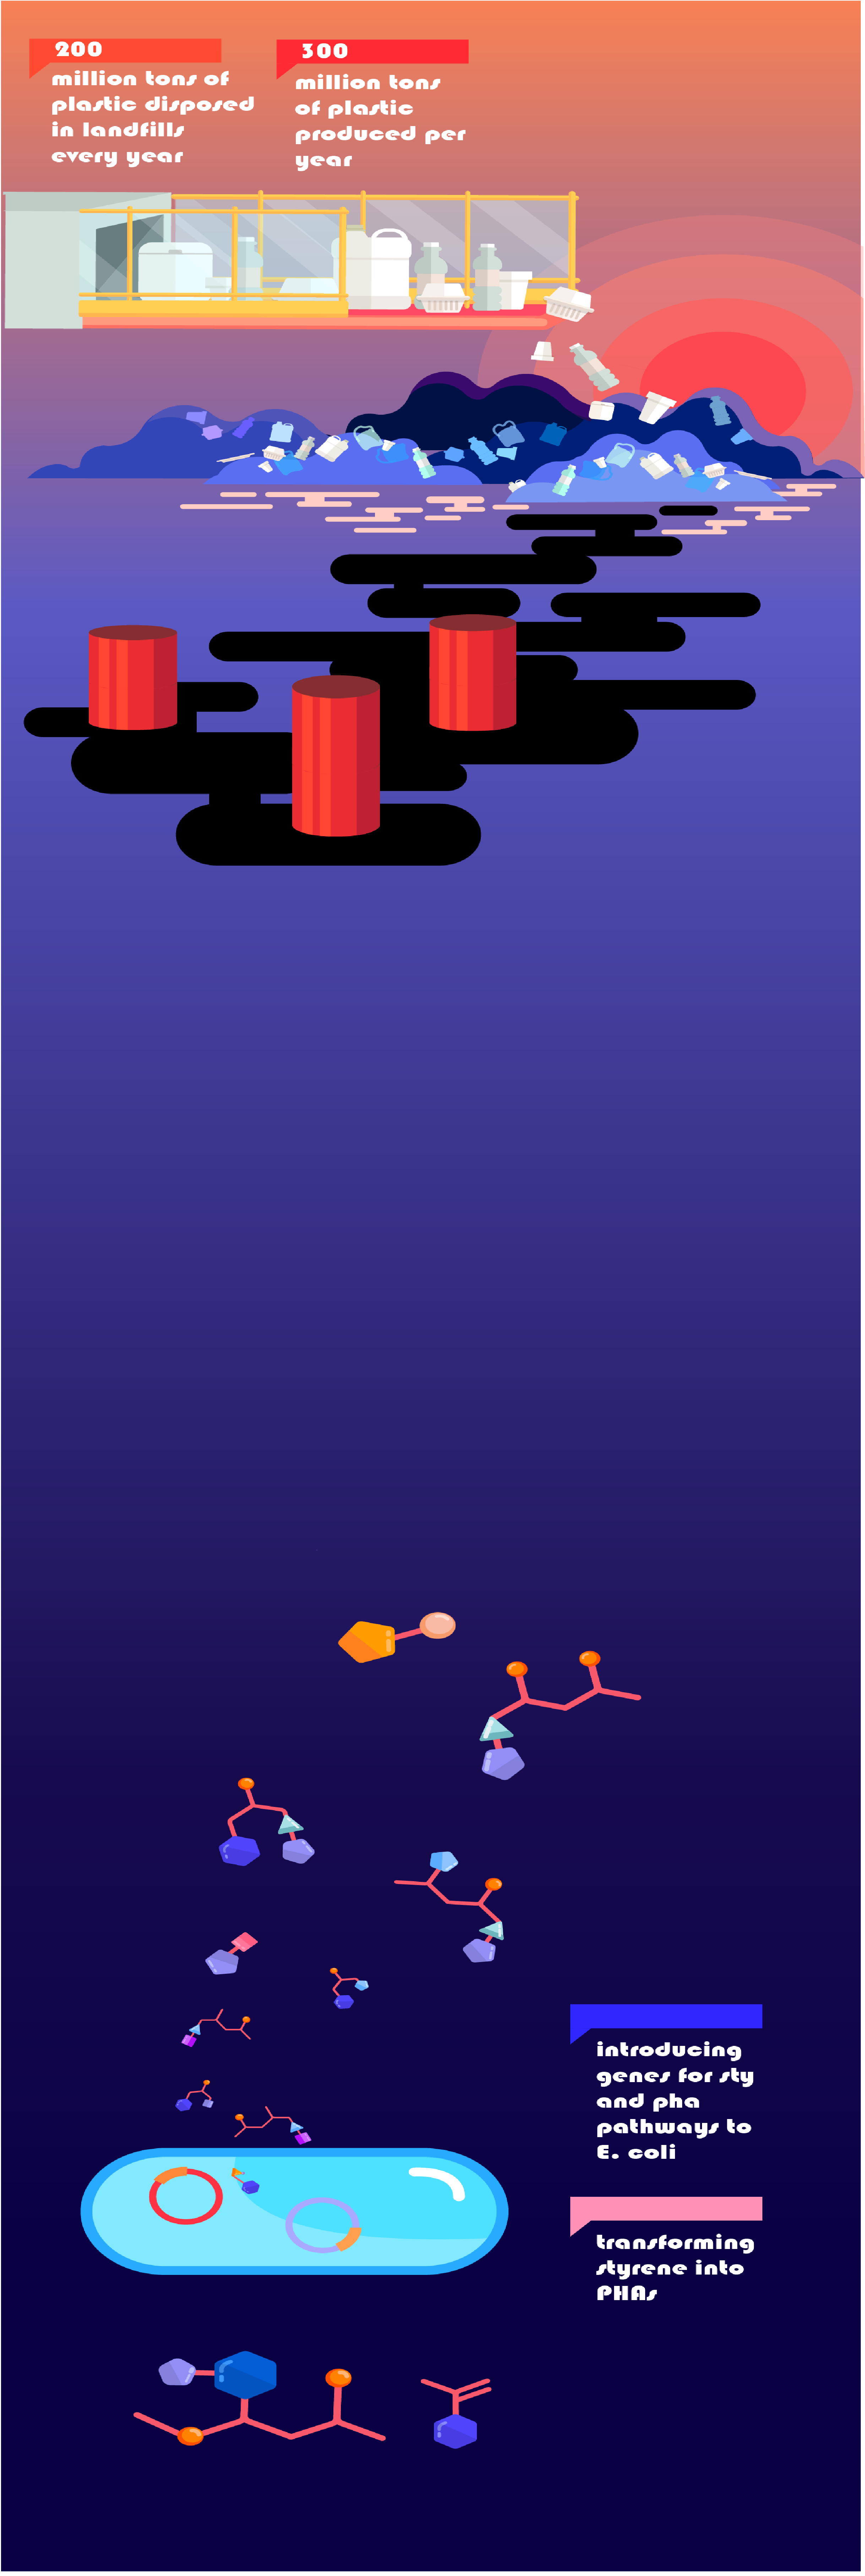 200
million tons of
plastic disposed
in landfills
every year
300
million tons
of plastic
produced per
year
introducing
genes for sty
and pha
pathways to
E. coli
transforming
styrene into
PHAs